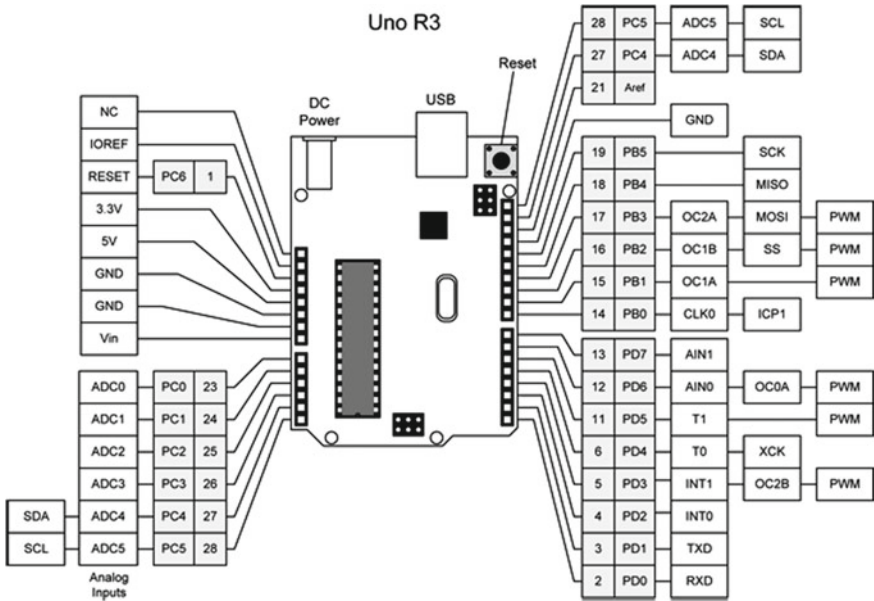 Uno R3
Reset
USB
DC
Power
NC
IOREF
RESET PC6 1
3.3V
5V
GND
GND
Vin
ADC0 PC0 23
ADC1 PC1 24
ADC2 PC2 25
ADC3 PC3 26
SDA ADC4 PC4 27
SCL ADC5 PC5 28
Analog
Inputs
28 PC5 ADC5 SCL
27 PC4 ADC4 SDA
21 Aref
GND
19 PB5 SCK
18 PB4 MISO
17 PB3 OC2A MOSI PWM
16 PB2 OC1B SS PWM
15 PB1 OC1A PWM
14 PB0 CLK0 ICP1
13 PD7 AIN1
12 PD6 AIN0 OC0A PWM
11 PD5 T1 PWM
6 PD4 T0 XCK
5 PD3 INT1 OC2B PWM
4 PD2 INT0
3 PD1 TXD
2 PD0 RXD